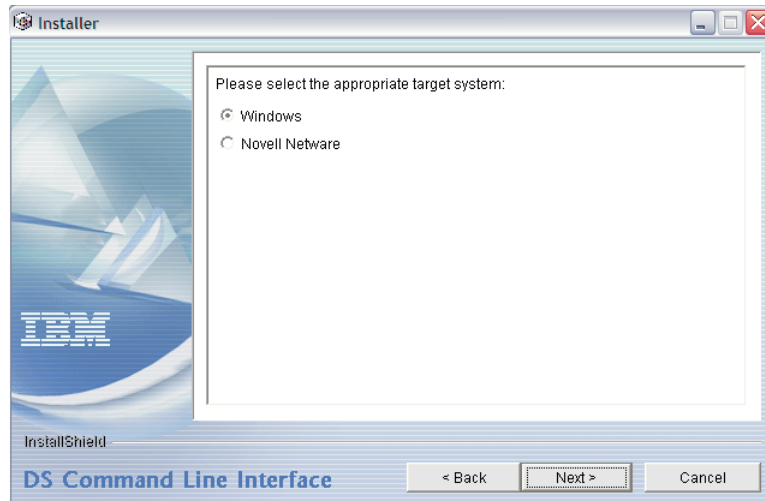 Installer
Please select the appropriate target system:
Windows
Novell Netware
IBM
InstallShield
DS Command Line Interface
< Back
Next >
Cancel